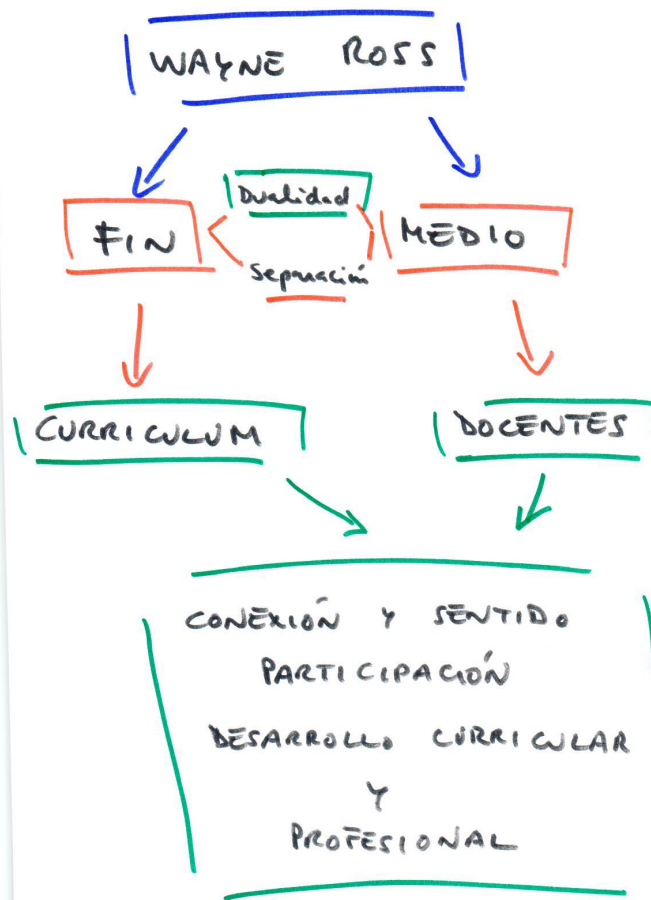 WAYNE ROSS
Dualidad
FIN
MEDIO
Separación
CURRICULUM
DOCENTES
CONEXIÓN Y SENTIDO
PARTICIPACIÓN
DESARROLLO CURRICULAR
Y
PROFESIONAL